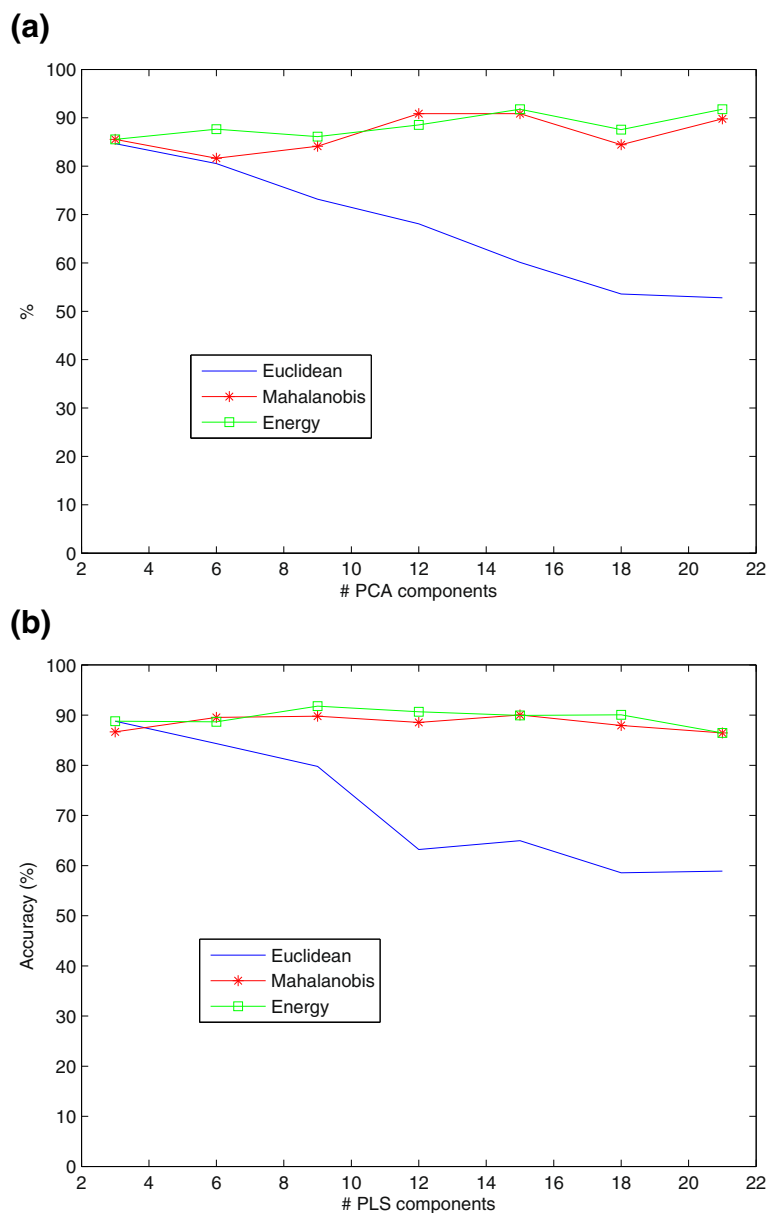 (a)
100
90
80
70
60
50
40
30
20
10
0
%
Euclidean
Mahalanobis
Energy
2 4 6 8 10 12 14 16 18 20 22
# PCA components
(b)
100
90
80
70
60
50
40
30
20
10
0
Accuracy (%)
Euclidean
Mahalanobis
Energy
2 4 6 8 10 12 14 16 18 20 22
# PLS components